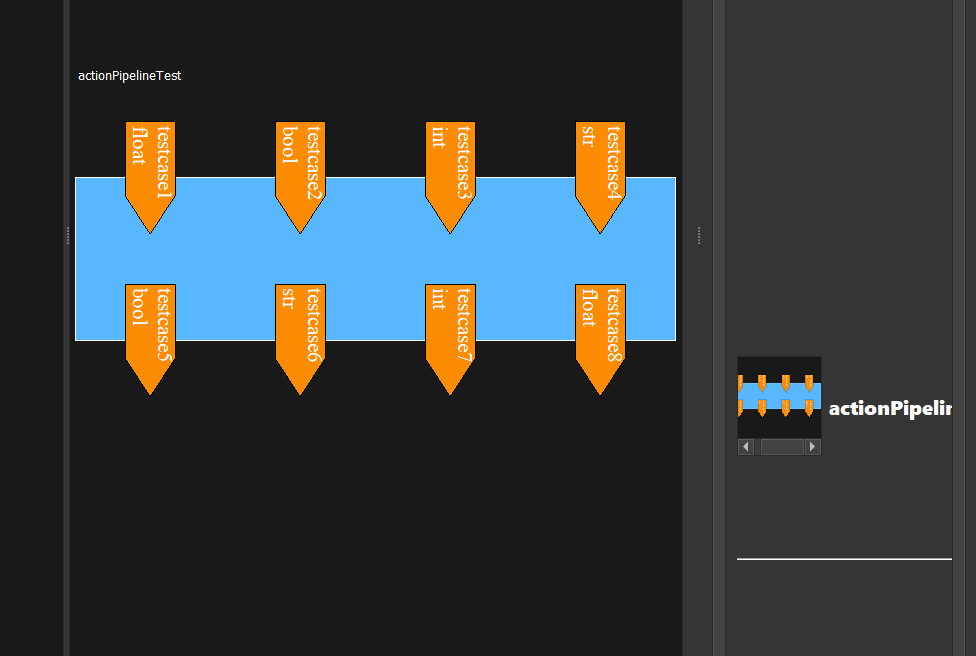 actionPipelineTest
testcase1
float
testcase2
bool
testcase3
int
testcase4
str
testcase5
bool
testcase6
str
testcase7
int
testcase8
float
actionPipelin